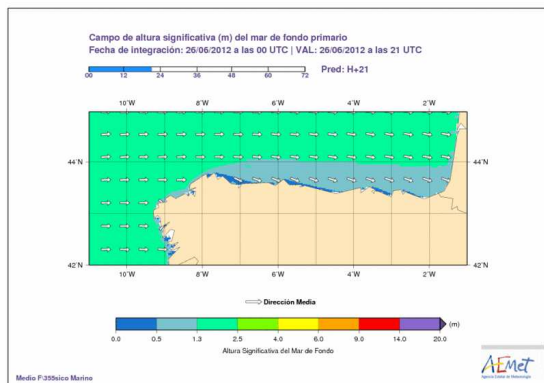 Campo de altura significativa (m) del mar de fondo primario
Fecha de integración: 26/06/2012 a las 00 UTC | VAL: 26/06/2012 a las 21 UTC
00 12 24 36 48 60 72 Pred: H+21
10˚W 8˚W 6˚W 4˚W 2˚W
44˚N 44˚N
42˚N 42˚N
10˚W 8˚W 6˚W 4˚W 2˚W
Dirección Media
(m)
0.0 0.5 1.3 2.5 4.0 6.0 9.0 14.0 20.0
Altura Significativa del Mar de Fondo
Medio F\355sico Marino
AEMet
Agencia Estatal de Meteorología